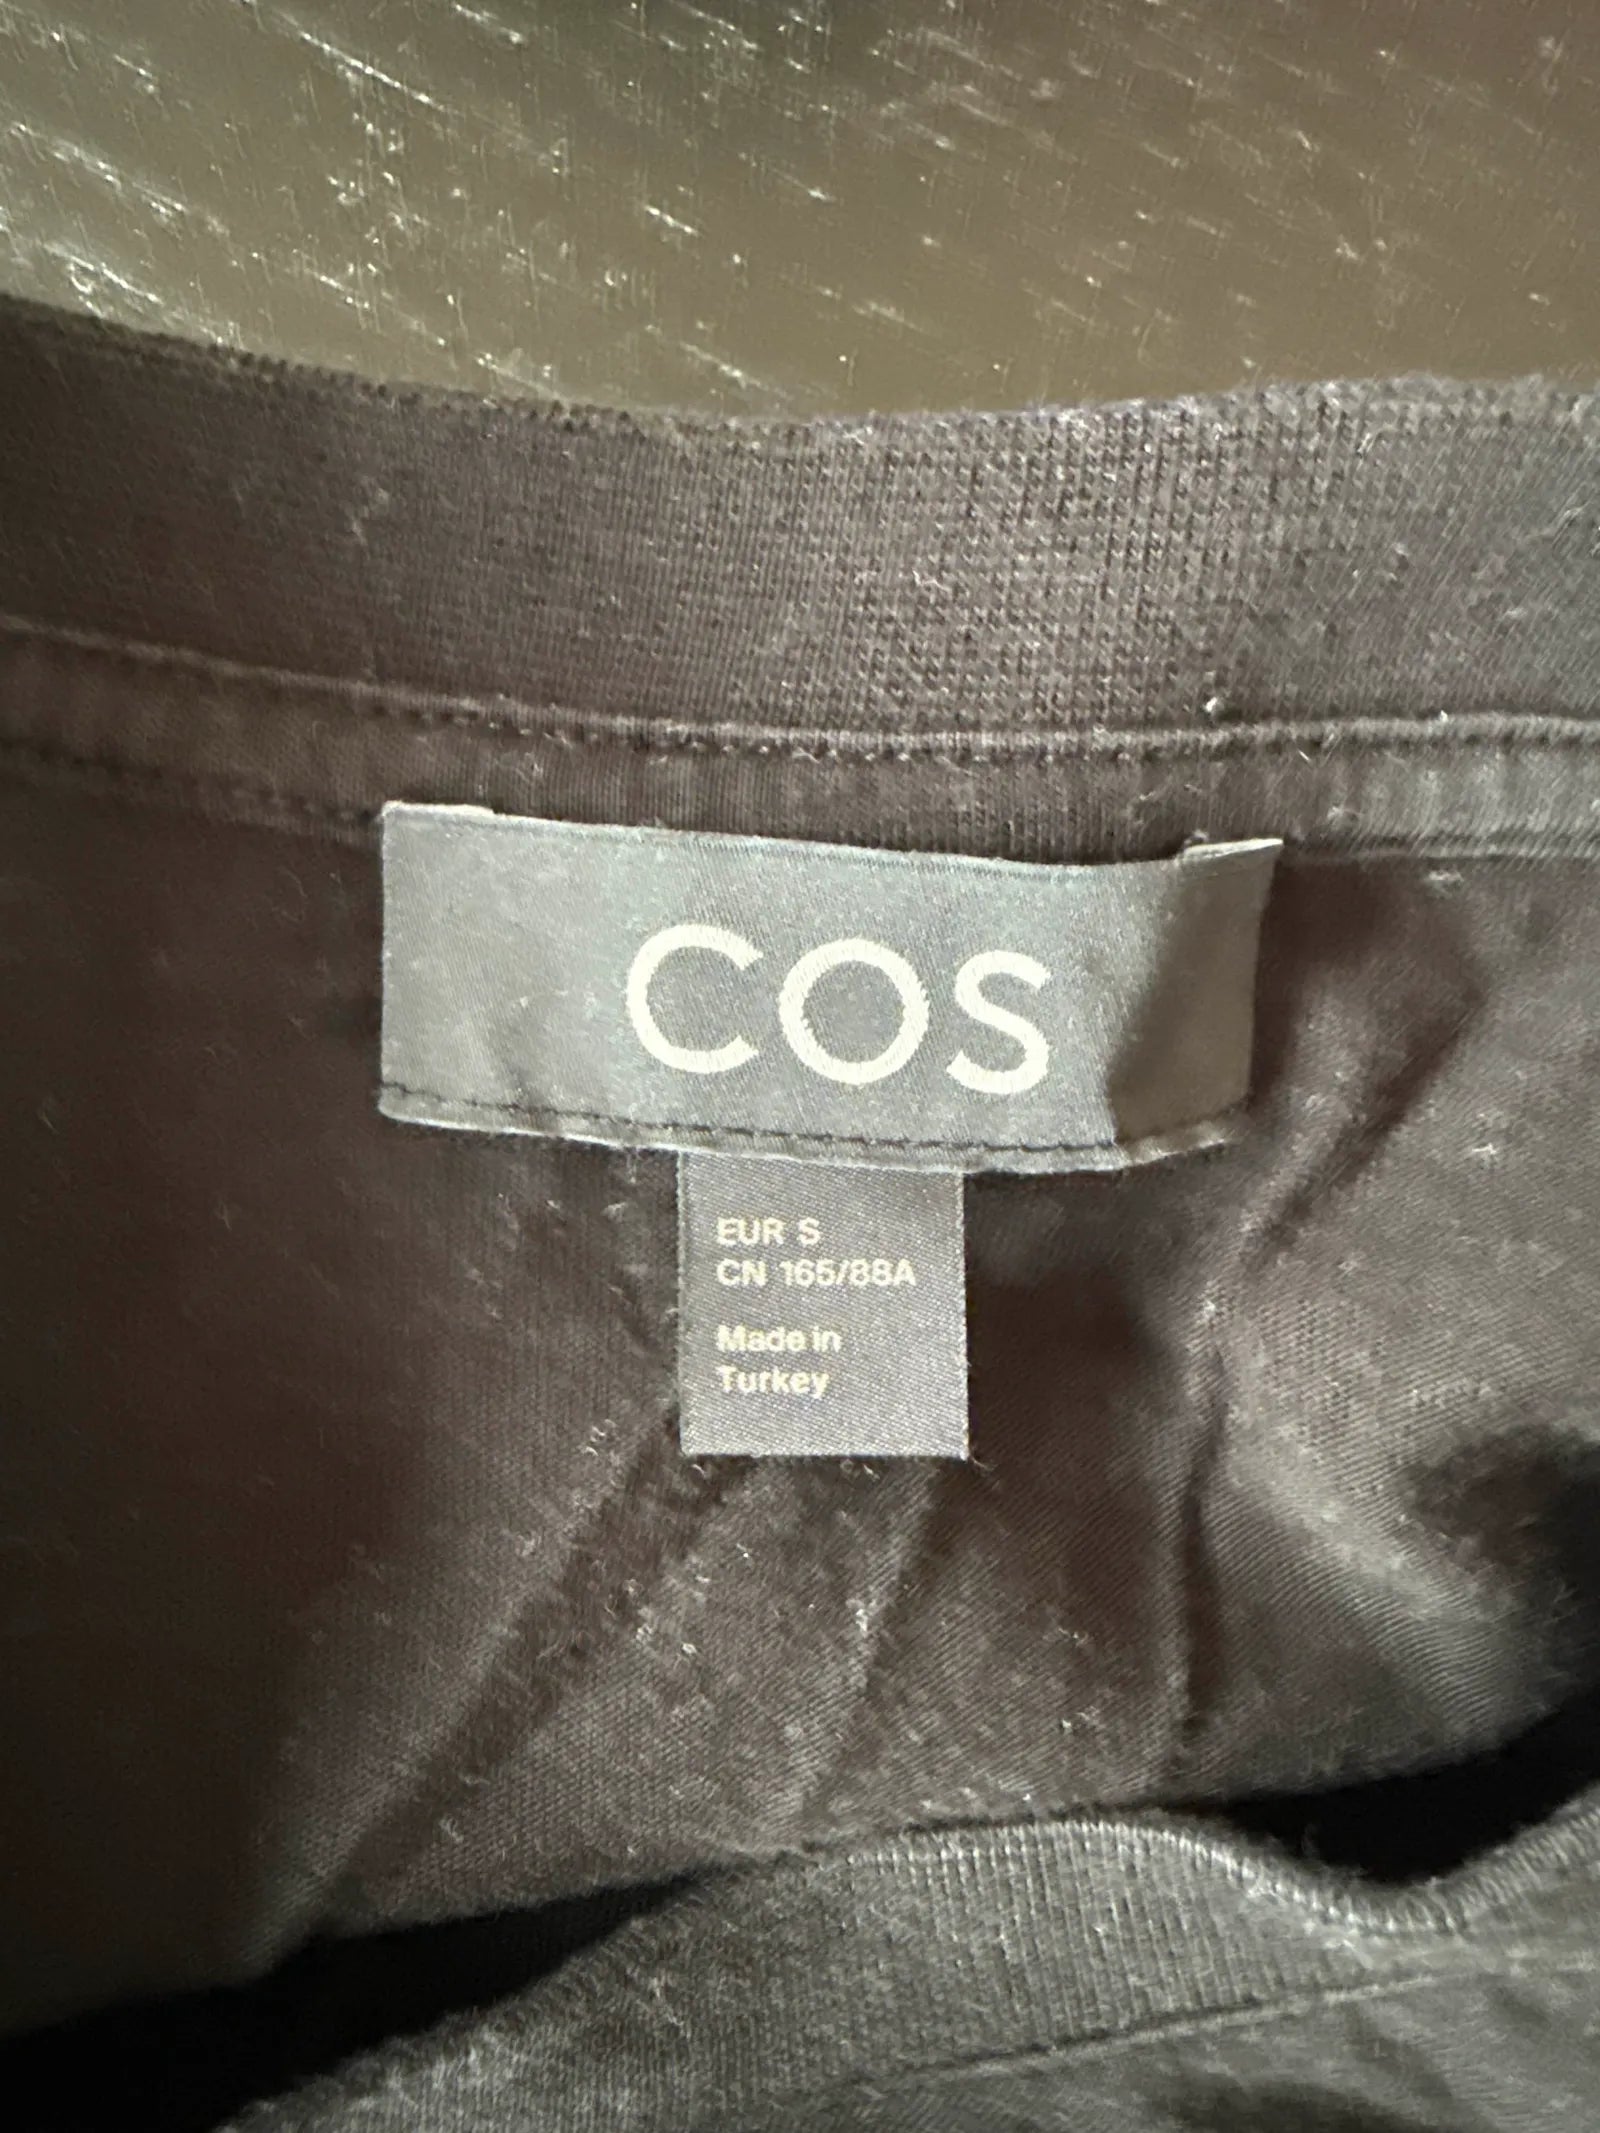 COS
EUR S
CN 165/88A
Made in
Turkey